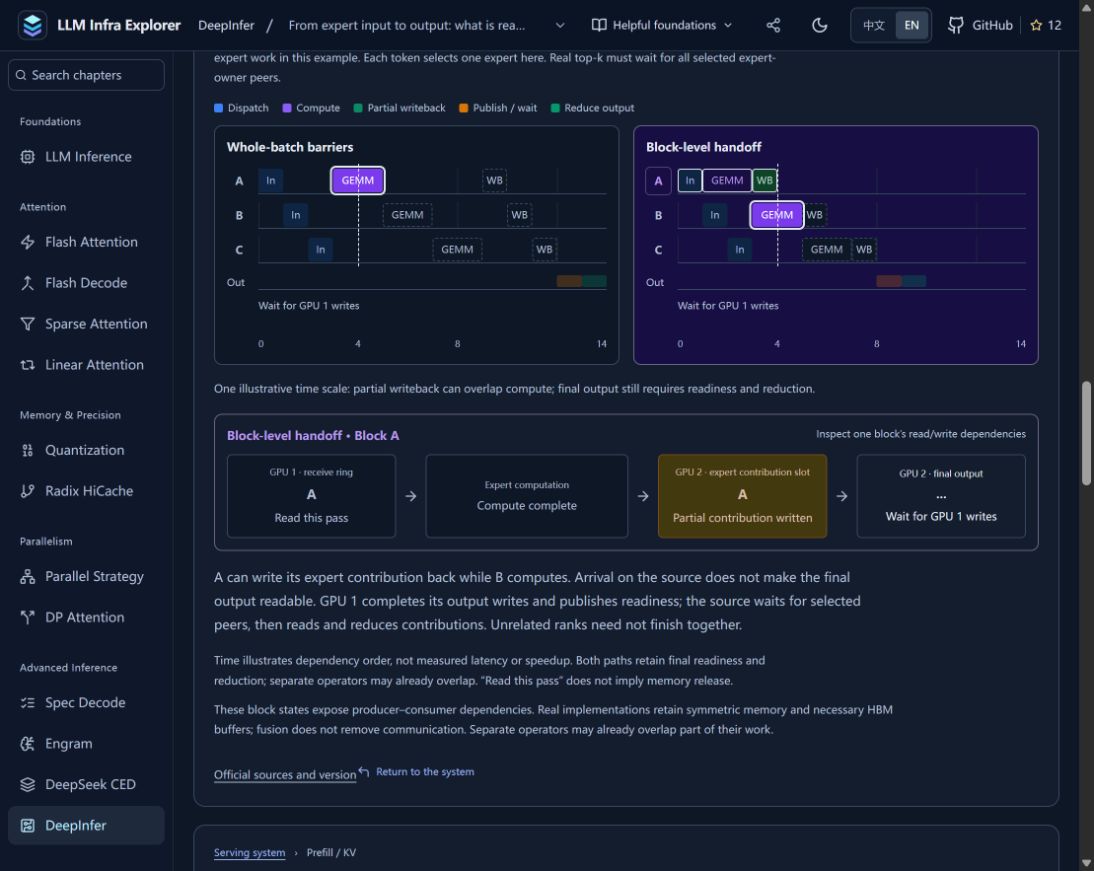 LLM Infra Explorer
DeepInfer / From expert input to output: what is rea...
Helpful foundations
中文 EN
GitHub
12
Search chapters
Foundations
LLM Inference
Attention
Flash Attention
Flash Decode
Sparse Attention
Linear Attention
Memory & Precision
Quantization
Radix HiCache
Parallelism
Parallel Strategy
DP Attention
Advanced Inference
Spec Decode
Engram
DeepSeek CED
DeepInfer
expert work in this example. Each token selects one expert here. Real top-k must wait for all selected expert-
owner peers.
Dispatch Compute Partial writeback Publish / wait Reduce output
Whole-batch barriers
A In GEMM WB
B In GEMM WB
C In GEMM WB
Out
Wait for GPU 1 writes
0 4 8 14
Block-level handoff
A In GEMM WB
B In GEMM WB
C In GEMM WB
Out
Wait for GPU 1 writes
0 4 8 14
One illustrative time scale: partial writeback can overlap compute; final output still requires readiness and reduction.
Block-level handoff • Block A
Inspect one block's read/write dependencies
GPU 1 · receive ring
A
Read this pass
Expert computation
Compute complete
GPU 2 · expert contribution slot
A
Partial contribution written
GPU 2 · final output
...
Wait for GPU 1 writes
A can write its expert contribution back while B computes. Arrival on the source does not make the final
output readable. GPU 1 completes its output writes and publishes readiness; the source waits for selected
peers, then reads and reduces contributions. Unrelated ranks need not finish together.
Time illustrates dependency order, not measured latency or speedup. Both paths retain final readiness and
reduction; separate operators may already overlap. "Read this pass" does not imply memory release.
These block states expose producer–consumer dependencies. Real implementations retain symmetric memory and necessary HBM
buffers; fusion does not remove communication. Separate operators may already overlap part of their work.
Official sources and version Return to the system
Serving system › Prefill / KV